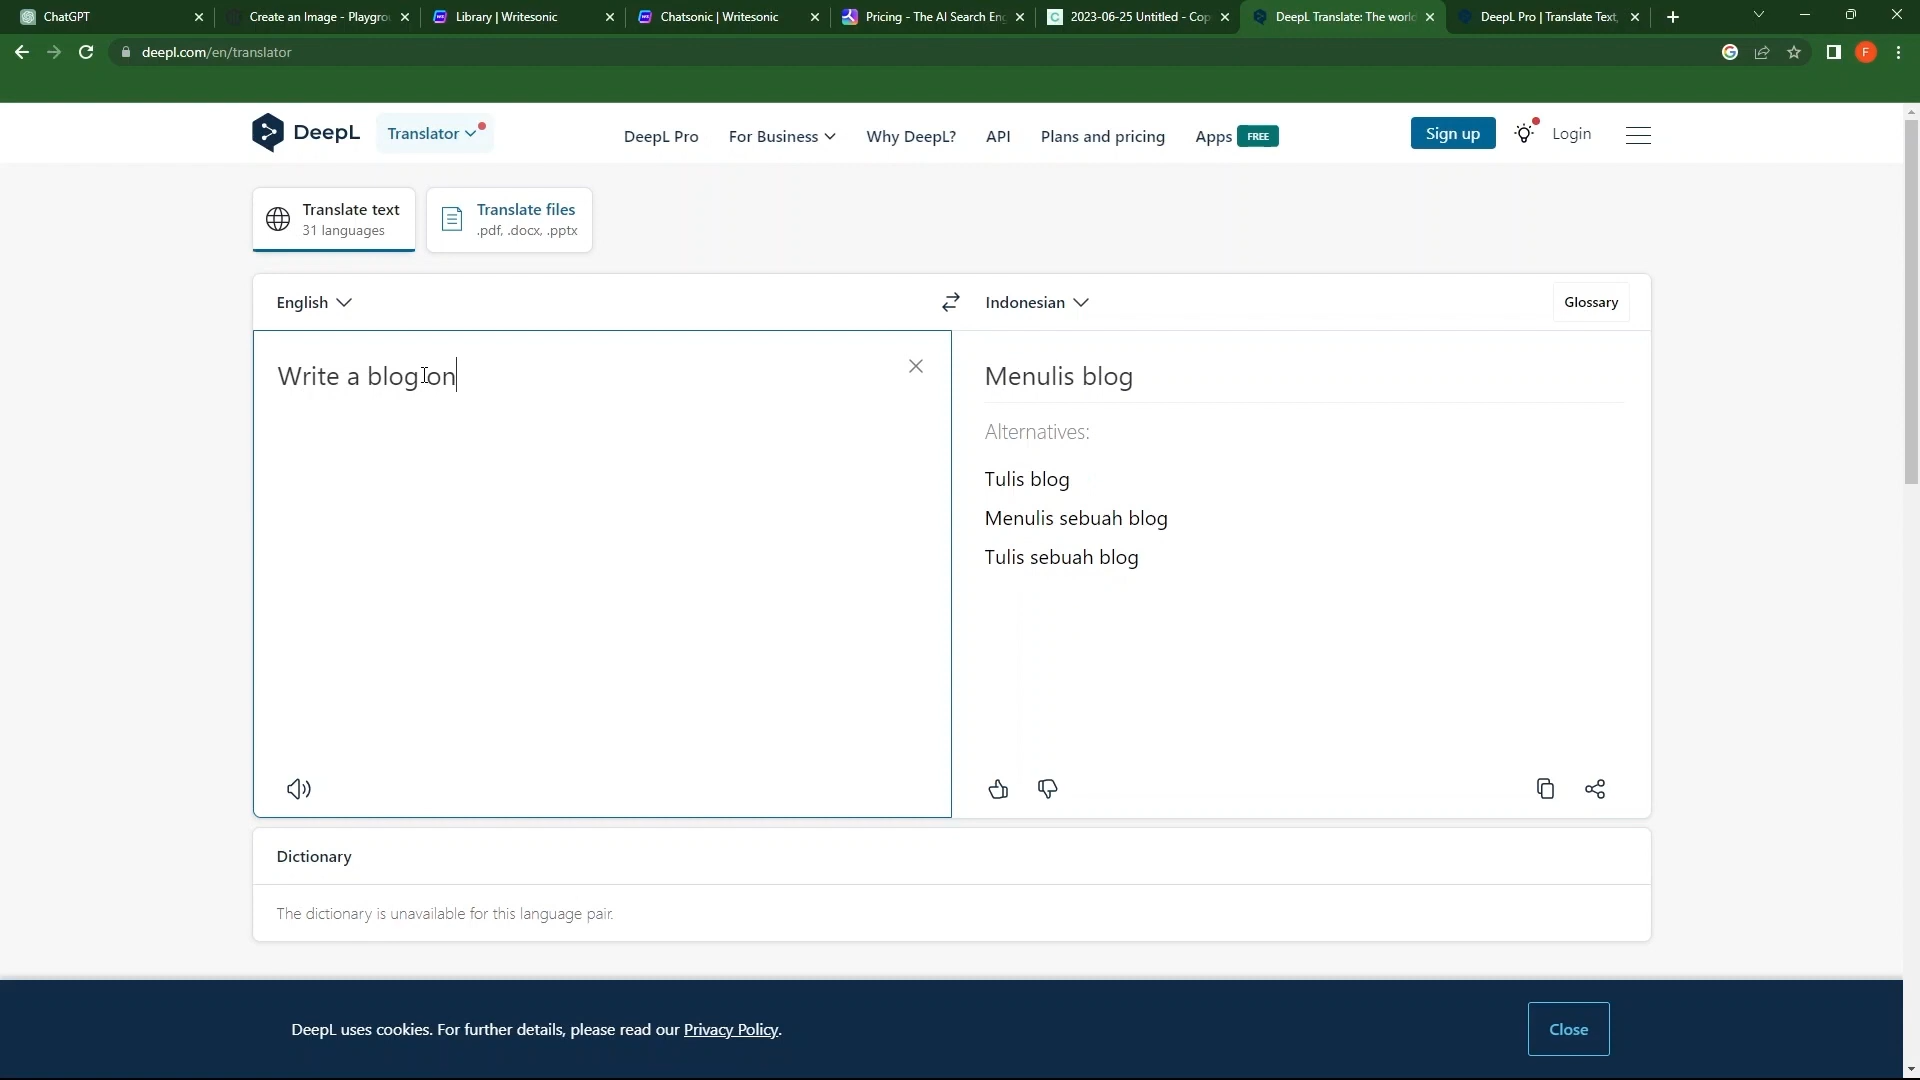 ChatGPT
Create an Image - Playgrou
Library | Writesonic
Chatsonic | Writesonic
Pricing - The AI Search Eng
2023-06-25 Untitled - Cop
DeepL Translate: The world
DeepL Pro | Translate Text,
deepl.com/en/translator
F
DeepL
Translator
DeepL Pro
For Business
Why DeepL?
API
Plans and pricing
Apps
FREE
Sign up
Login
Translate text
31 languages
Translate files
.pdf, .docx, .pptx
English
Indonesian
Glossary
Write a blog on
Menulis blog
Alternatives:
Tulis blog
Menulis sebuah blog
Tulis sebuah blog
Dictionary
The dictionary is unavailable for this language pair.
DeepL uses cookies. For further details, please read our Privacy Policy.
Close